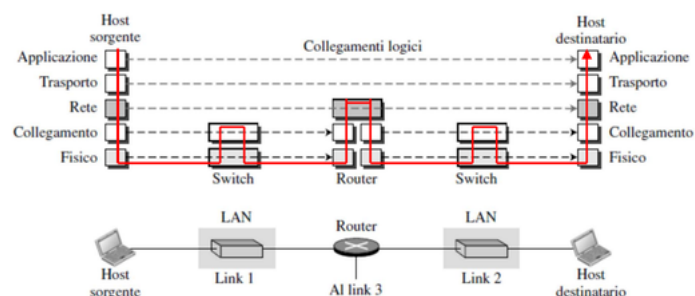 Host
sorgente
Host
destinatario
Collegamenti logici
Applicazione
Applicazione
Trasporto
Trasporto
Rete
Rete
Collegamento
Collegamento
Fisico
Fisico
Switch
Router
Switch
LAN
Router
LAN
Link 1
Link 2
Host
sorgente
Al link 3
Host
destinatario